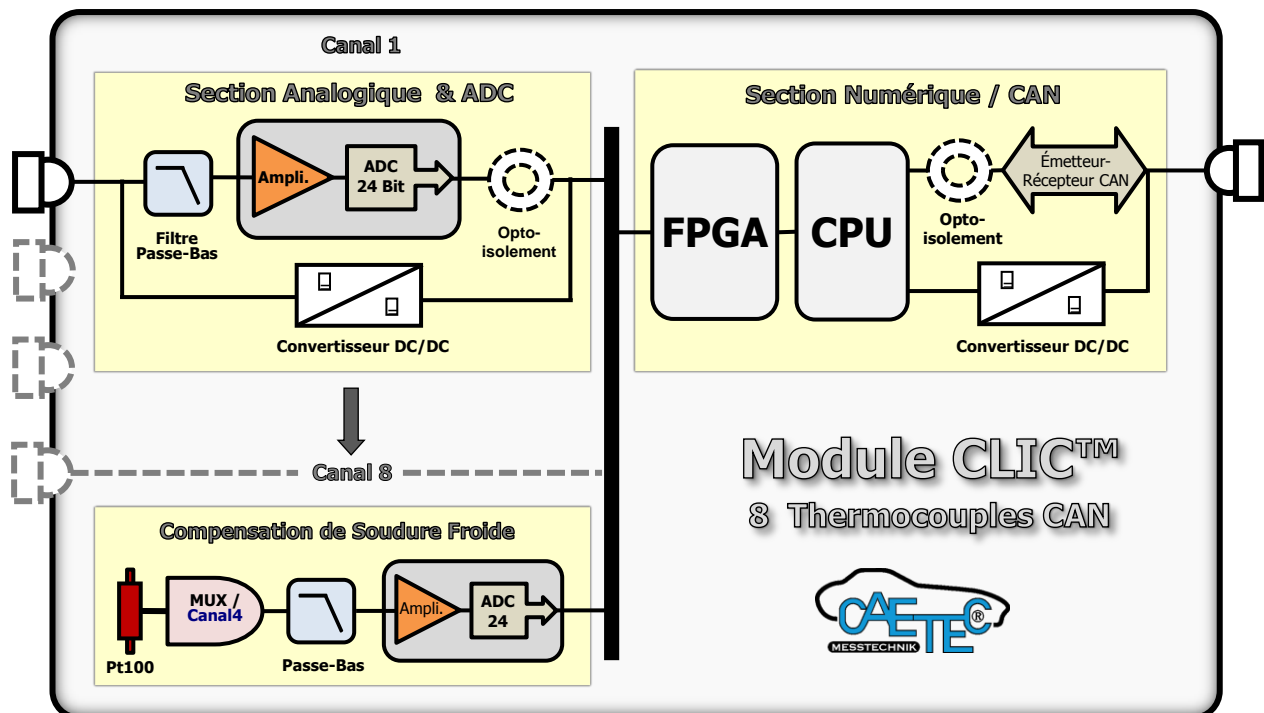 Canal 1
Section Analogique & ADC
Ampli.
ADC
24 Bit
Filtre
Passe-Bas
Opto-
isolement
Convertisseur DC/DC
Section Numérique / CAN
FPGA
CPU
Émetteur-
Récepteur CAN
Opto-
isolement
Convertisseur DC/DC
Canal 8
Module CLIC™
8 Thermocouples CAN
Compensation de Soudure Froide
MUX /
Canal4
Ampli.
ADC
24
Pt100
Passe-Bas
CAETEC®
MESSTECHNIK